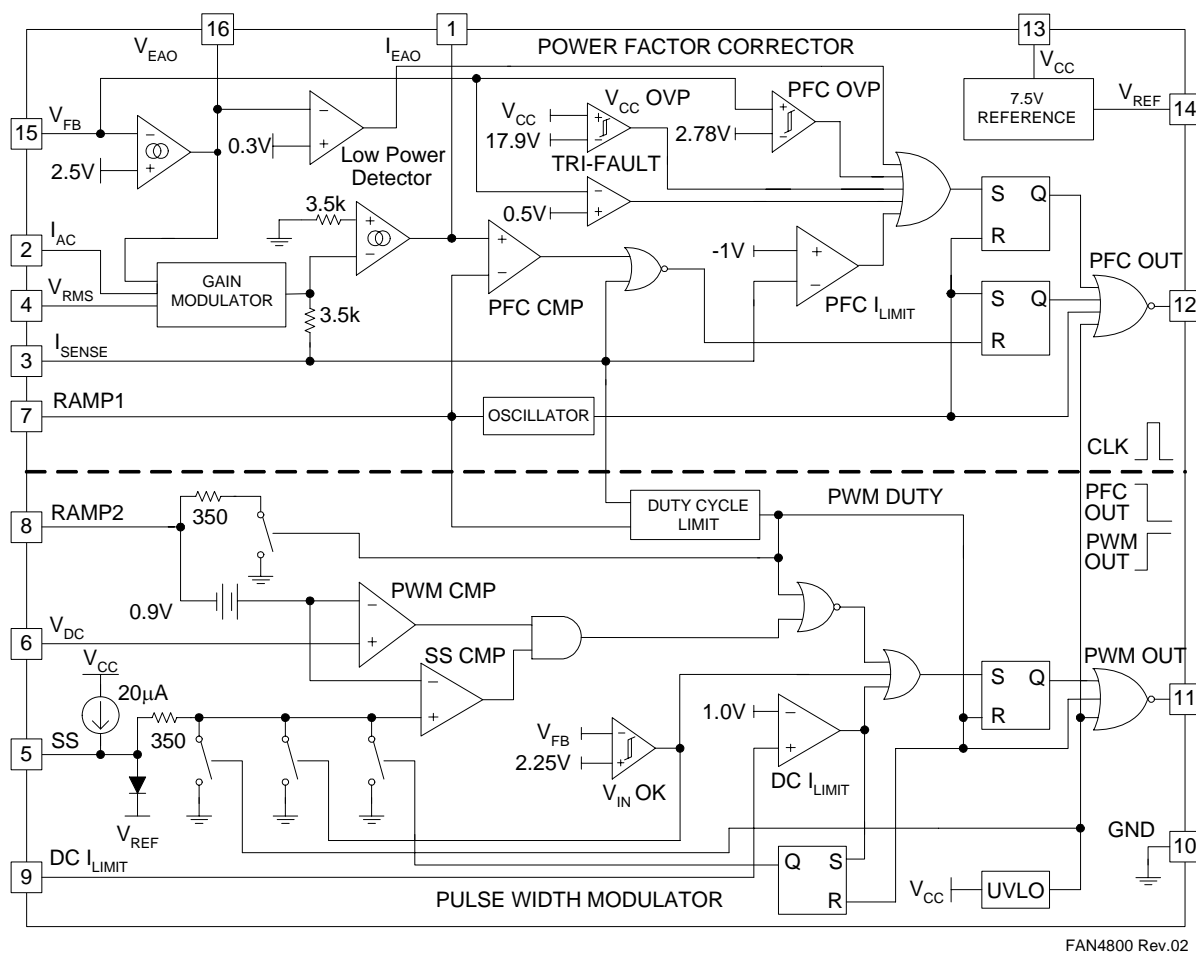 16
1
13
V_EAO
I_EAO
POWER FACTOR CORRECTOR
V_CC
15
V_FB
−
+
2.5V
0.3V
−
+
Low Power
Detector
V_CC OVP
V_CC
17.9V
+
−
PFC OVP
2.78V
+
−
7.5V
REFERENCE
V_REF
14
TRI-FAULT
0.5V
−
+
S
Q
R
2
I_AC
3.5k
+
−
GAIN
MODULATOR
4
V_RMS
3.5k
+
−
PFC CMP
-1V
+
−
PFC I_LIMIT
S
Q
R
PFC OUT
12
3
I_SENSE
7
RAMP1
OSCILLATOR
CLK
8
RAMP2
350
DUTY CYCLE
LIMIT
PWM DUTY
PFC
OUT
PWM
OUT
0.9V
−
+
PWM CMP
6
V_DC
SS CMP
−
+
V_CC
20μA
350
5
SS
V_REF
V_FB
2.25V
−
+
V_IN OK
1.0V
−
+
DC I_LIMIT
S
Q
R
PWM OUT
11
9
DC I_LIMIT
Q
S
R
PULSE WIDTH MODULATOR
V_CC
UVLO
GND
10
FAN4800 Rev.02